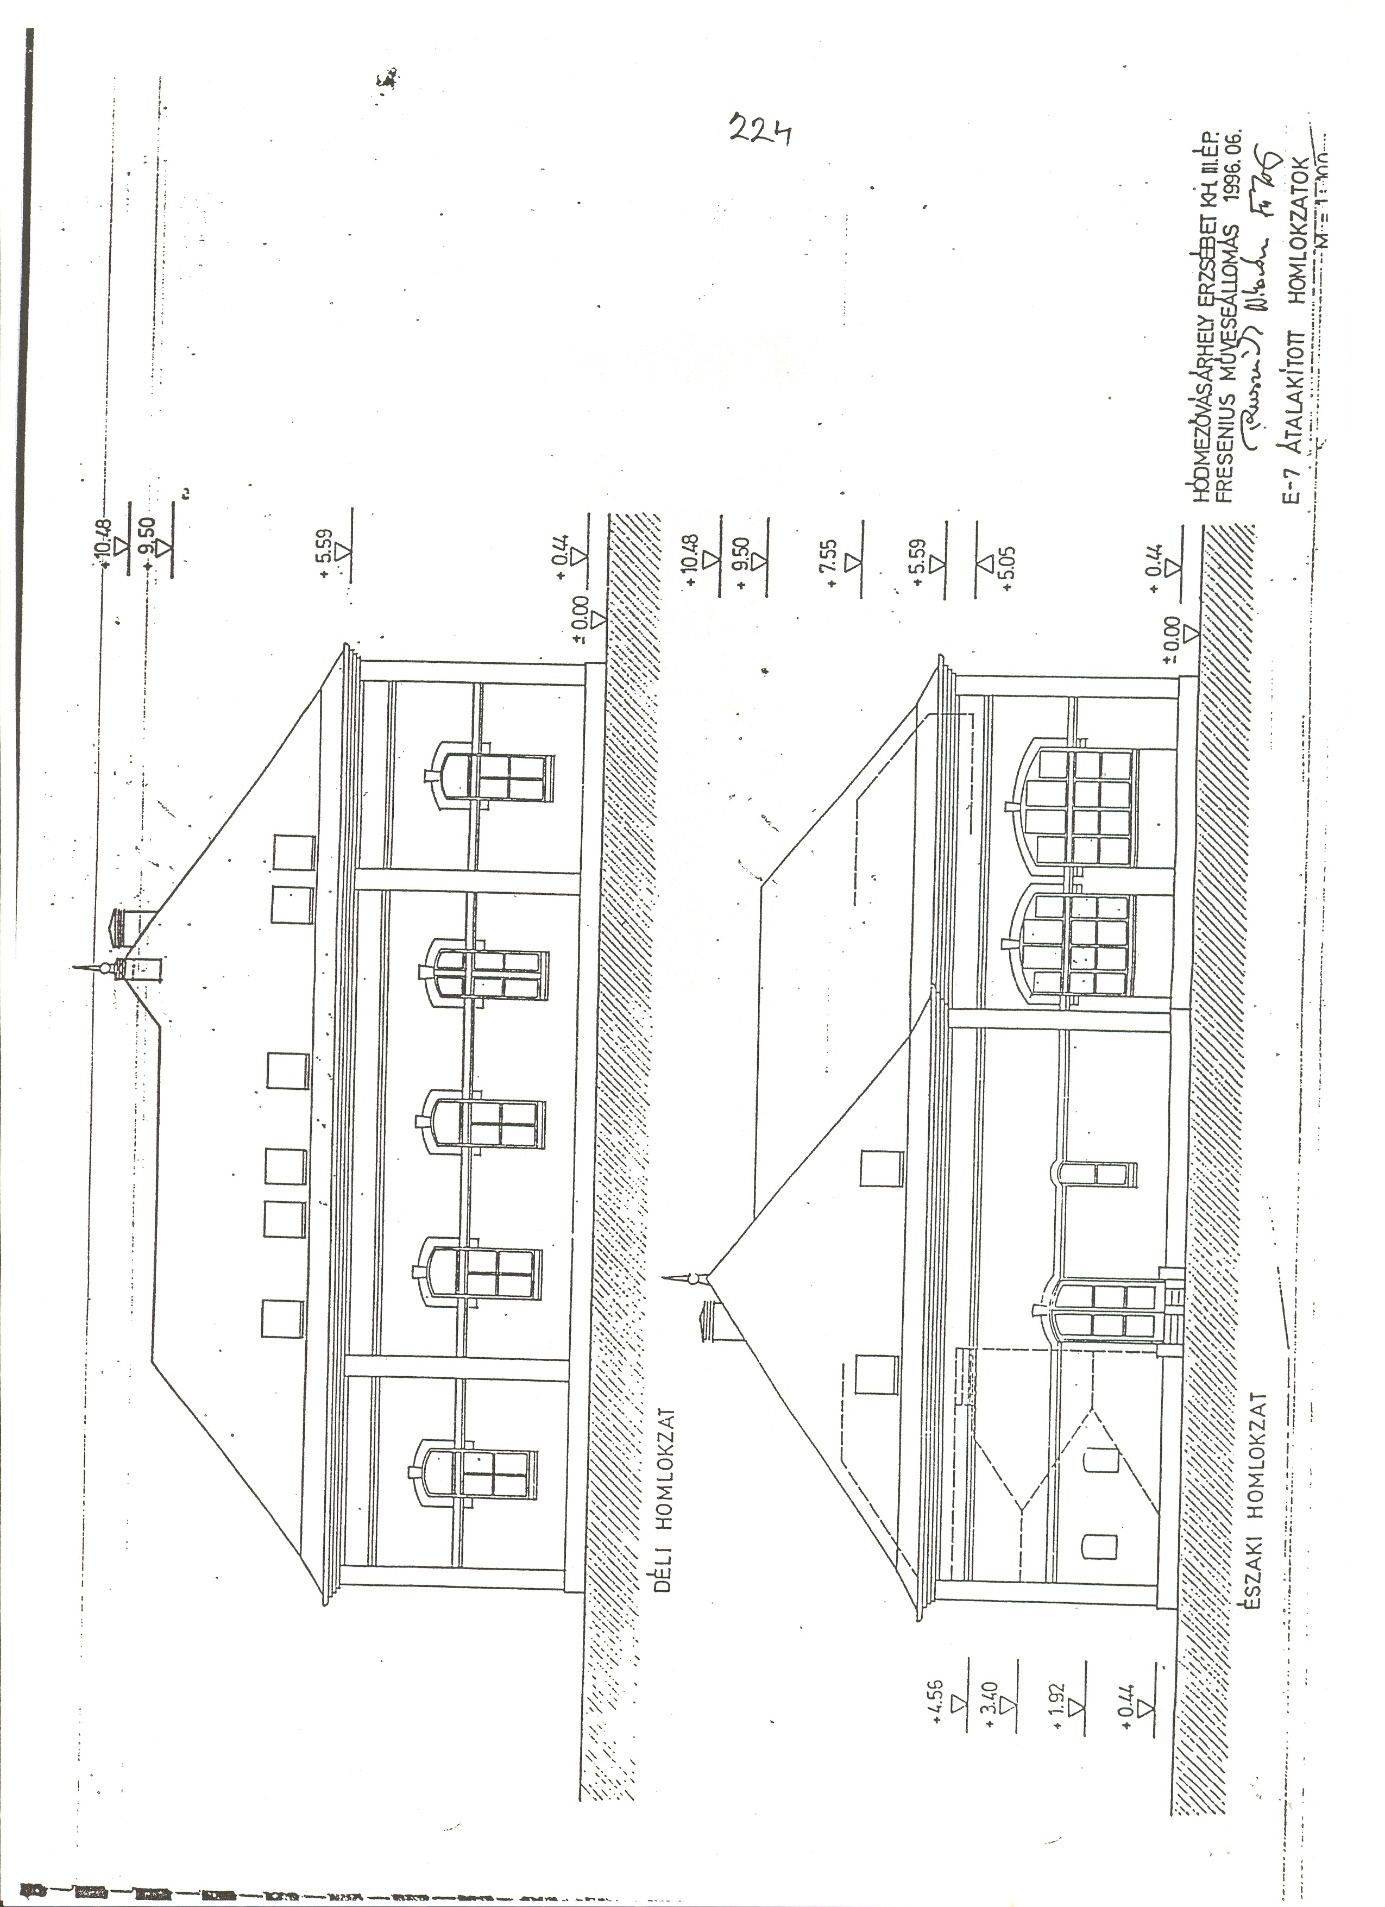 224
+10.48
+9.50
+5.59
+0.44
±0.00
DÉLI HOMLOKZAT
+10.48
+9.50
+7.55
+5.59
+5.05
+0.44
±0.00
+4.56
+3.40
+1.92
+0.44
ÉSZAKI HOMLOKZAT
HÓDMEZŐVÁSÁRHELY ERZSÉBET KH. III. ÉP.
FRESENIUS MŰVESEÁLLOMÁS 1996.06.
E-7 ÁTALAKÍTOTT HOMLOKZATOK
M = 1:100